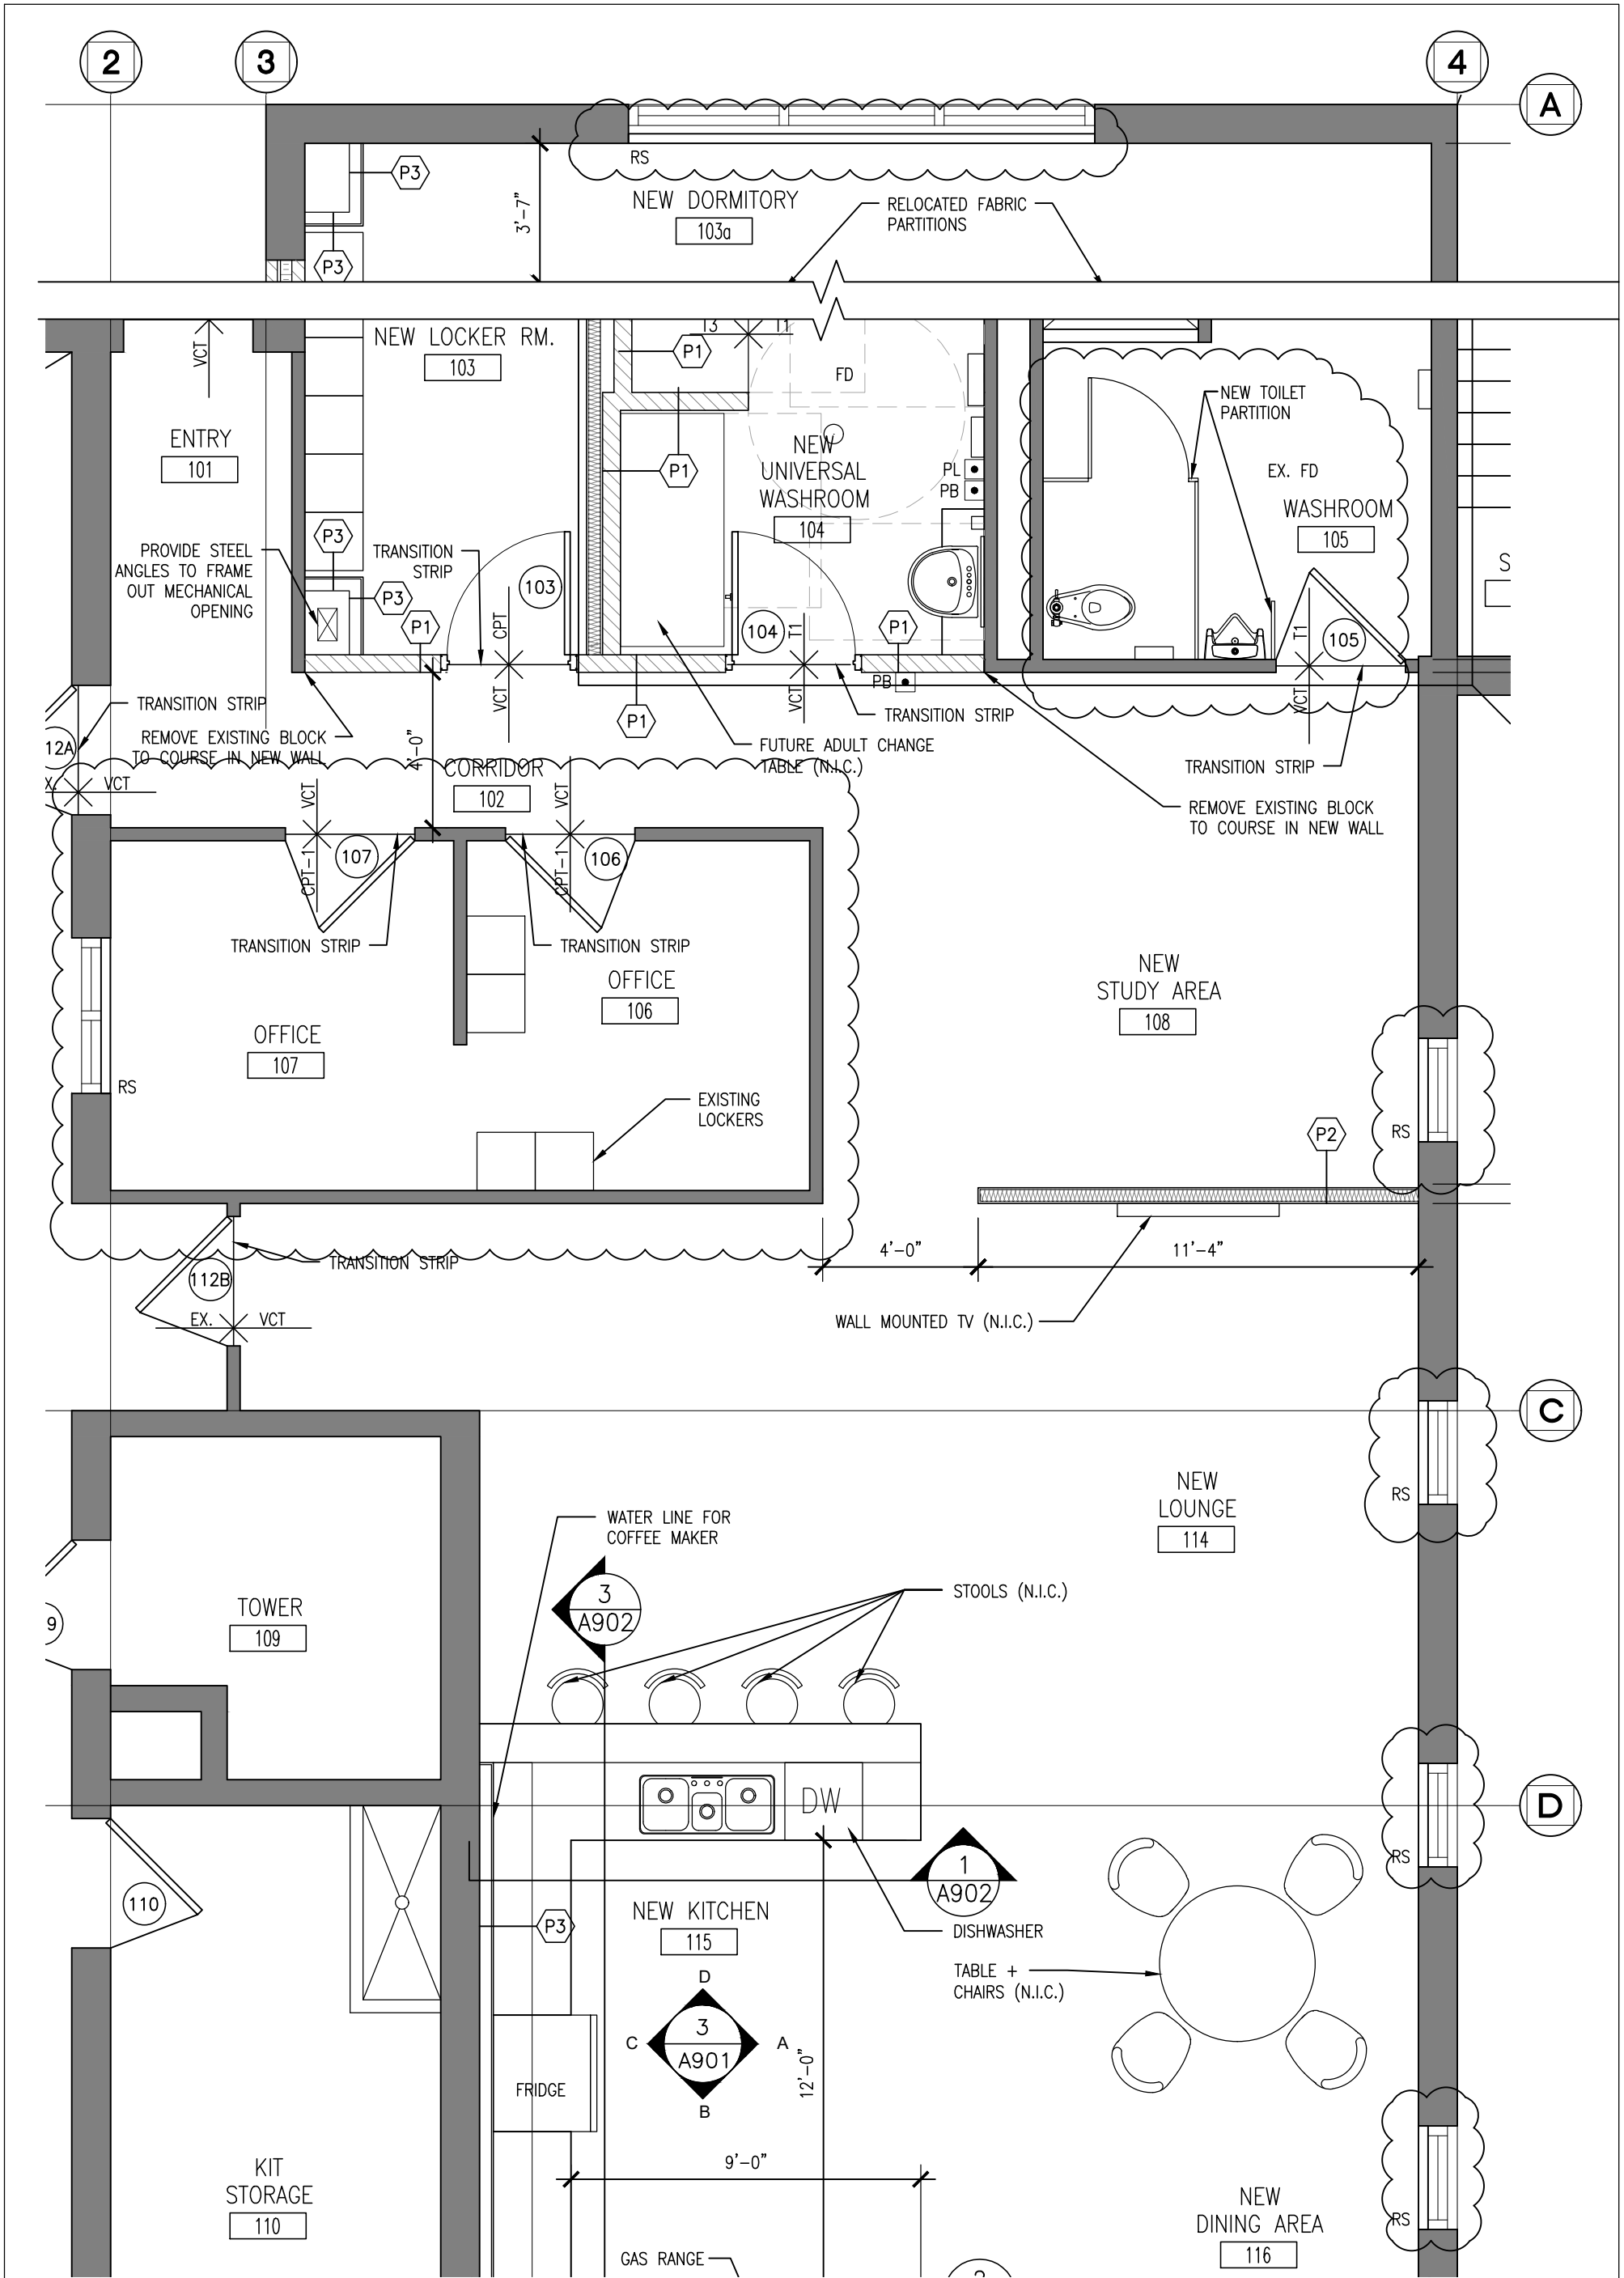 2
3
4
A
RS
P3
NEW DORMITORY
103a
RELOCATED FABRIC
PARTITIONS
3'-7"
P3
VCT
NEW LOCKER RM.
103
T3
T1
P1
FD
NEW TOILET
PARTITION
ENTRY
101
P1
NEW
UNIVERSAL
WASHROOM
104
PL
PB
EX. FD
WASHROOM
105
P3
PROVIDE STEEL
ANGLES TO FRAME
OUT MECHANICAL
OPENING
TRANSITION
STRIP
103
P3
P1
CPT
VCT
104
T1
VCT
P1
PB
105
T1
VCT
S
P1
TRANSITION STRIP
12A
REMOVE EXISTING BLOCK
TO COURSE IN NEW WALL
4'-0"
TRANSITION STRIP
FUTURE ADULT CHANGE
TABLE (N.I.C.)
TRANSITION STRIP
X.
VCT
CORRIDOR
102
VCT
VCT
REMOVE EXISTING BLOCK
TO COURSE IN NEW WALL
107
CPT-1
106
CPT-1
TRANSITION STRIP
TRANSITION STRIP
OFFICE
106
NEW
STUDY AREA
108
OFFICE
107
RS
EXISTING
LOCKERS
P2
RS
4'-0"
11'-4"
TRANSITION STRIP
112B
EX.
VCT
WALL MOUNTED TV (N.I.C.)
C
NEW
LOUNGE
114
RS
WATER LINE FOR
COFFEE MAKER
3
A902
STOOLS (N.I.C.)
TOWER
109
9
DW
D
RS
1
A902
110
P3
NEW KITCHEN
115
DISHWASHER
TABLE +
CHAIRS (N.I.C.)
D
3
A901
C
A
B
12'-0"
FRIDGE
9'-0"
KIT
STORAGE
110
NEW
DINING AREA
116
RS
GAS RANGE